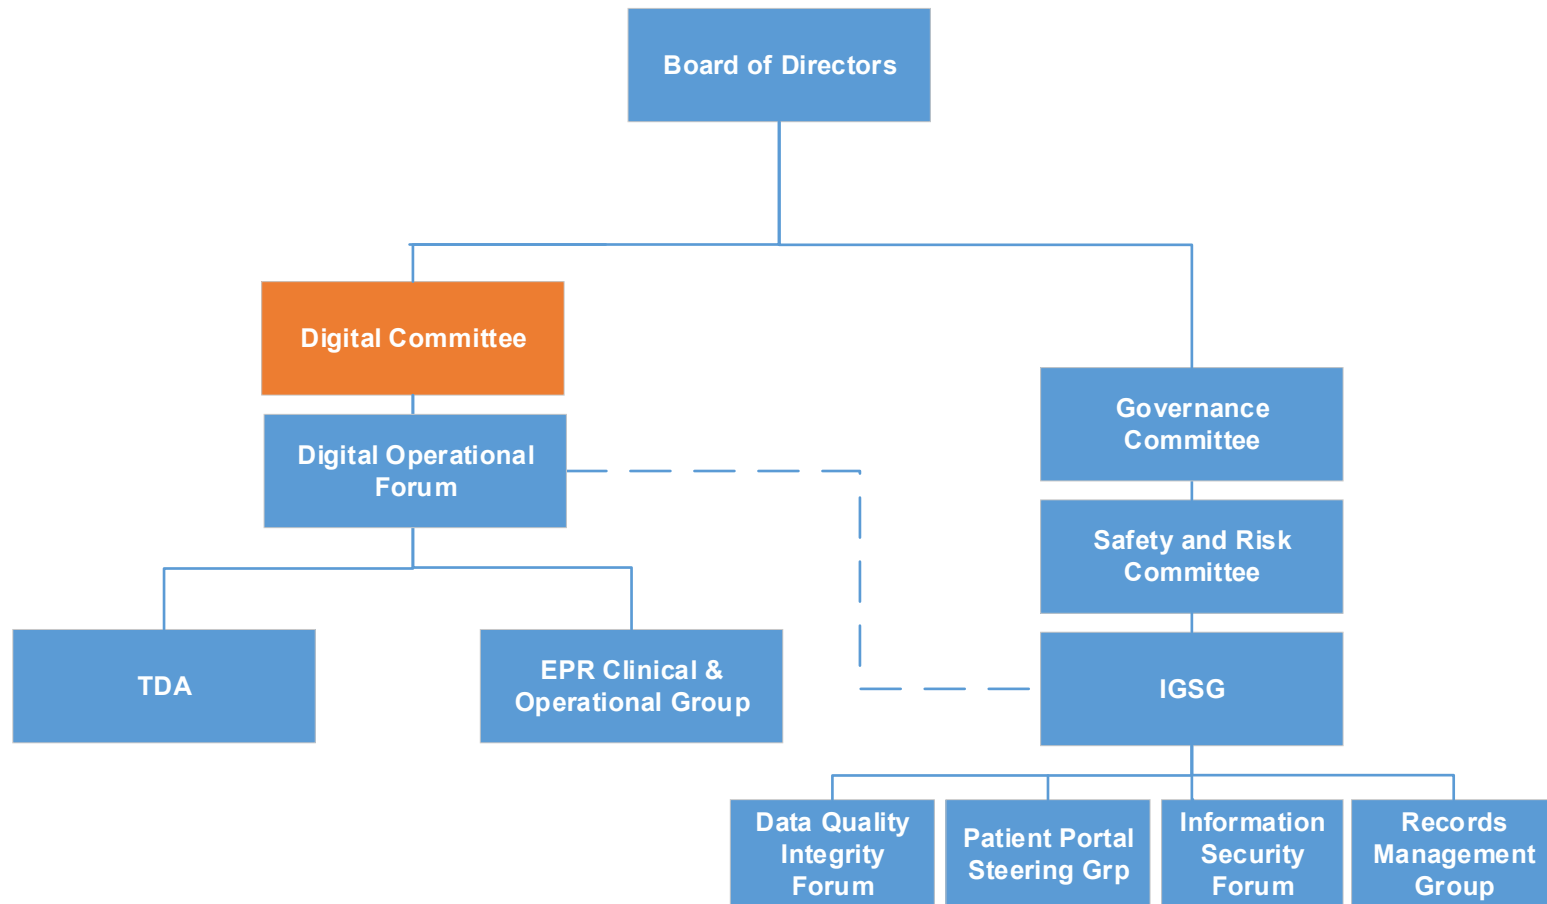 Board of Directors
Digital Committee
Digital Operational
Forum
Governance
Committee
Safety and Risk
Committee
TDA
EPR Clinical &
Operational Group
IGSG
Data Quality
Integrity
Forum
Patient Portal
Steering Grp
Information
Security
Forum
Records
Management
Group